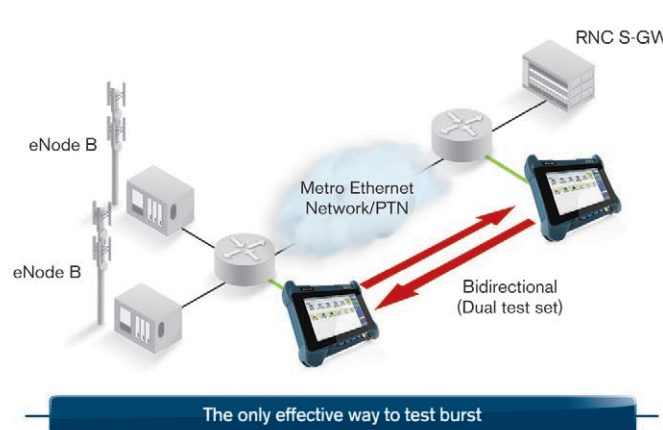 RNC S-GW
eNode B
Metro Ethernet
Network/PTN
eNode B
Bidirectional
(Dual test set)
The only effective way to test burst